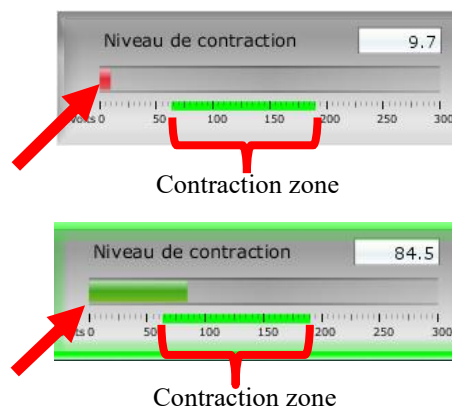 Niveau de contraction 9.7
0 50 100 150 200 250 300
Contraction zone
Niveau de contraction 84.5
0 50 100 150 200 250 300
Contraction zone